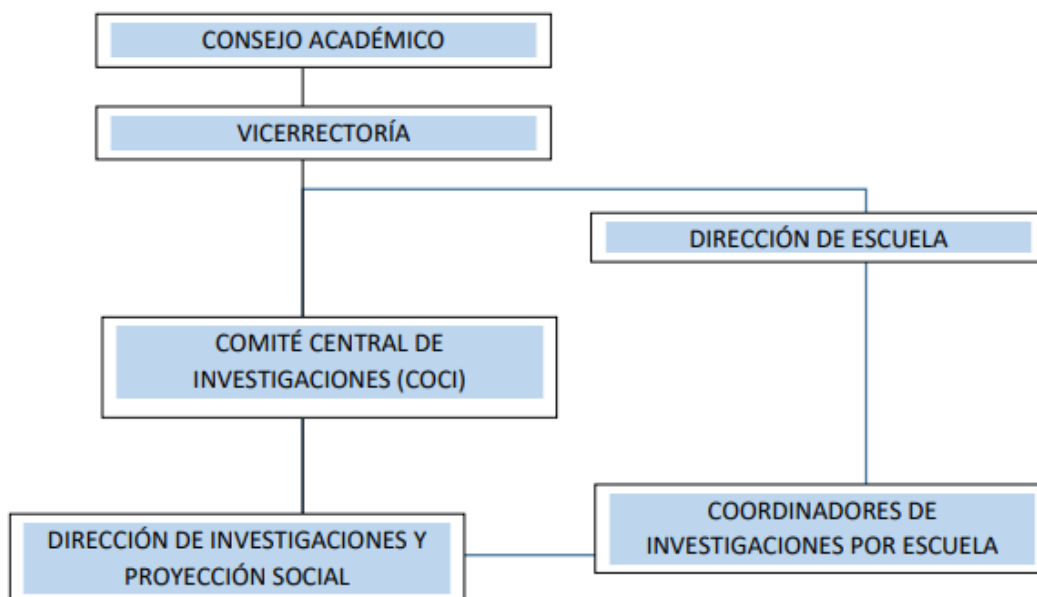 CONSEJO ACADÉMICO
VICERRECTORÍA
DIRECCIÓN DE ESCUELA
COMITÉ CENTRAL DE
INVESTIGACIONES (COCI)
DIRECCIÓN DE INVESTIGACIONES Y
PROYECCIÓN SOCIAL
COORDINADORES DE
INVESTIGACIONES POR ESCUELA